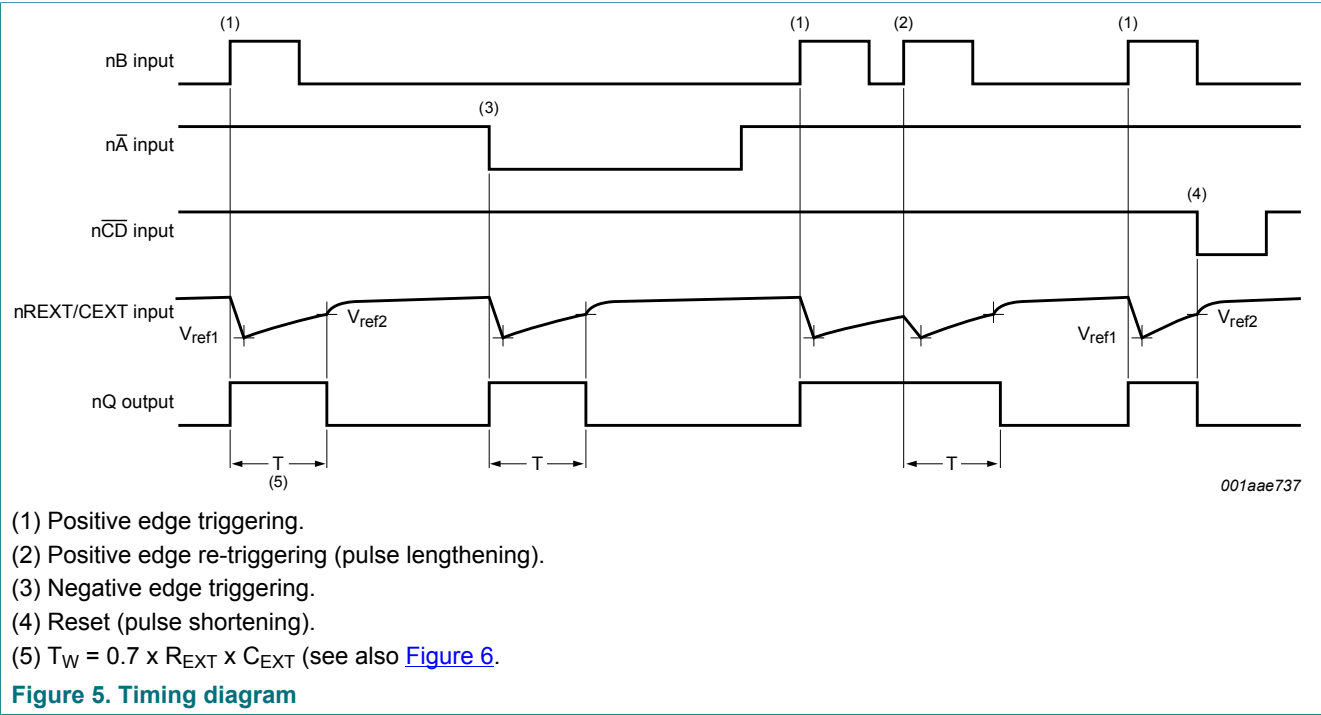 (1) (1) (2) (1)
nB input
(3)
nA̅ input
(4)
nC̅D̅ input
nREXT/CEXT input
Vref1 Vref2 Vref1 Vref2
nQ output
T T T
(5)
001aae737
(1) Positive edge triggering.
(2) Positive edge re-triggering (pulse lengthening).
(3) Negative edge triggering.
(4) Reset (pulse shortening).
(5) TW = 0.7 x REXT x CEXT (see also Figure 6.
Figure 5. Timing diagram